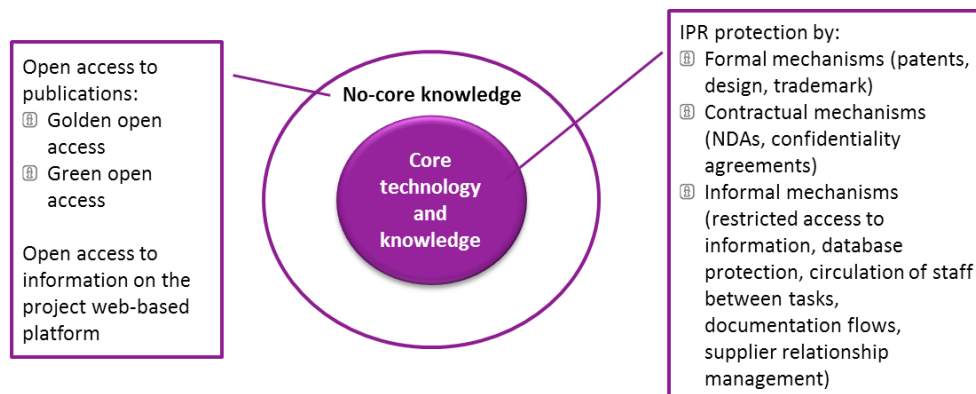 Open access to
publications:
Golden open
access
Green open
access
Open access to
information on the
project web-based
platform
No-core knowledge
Core
technology
and
knowledge
IPR protection by:
Formal mechanisms (patents,
design, trademark)
Contractual mechanisms
(NDAs, confidentiality
agreements)
Informal mechanisms
(restricted access to
information, database
protection, circulation of staff
between tasks,
documentation flows,
supplier relationship
management)